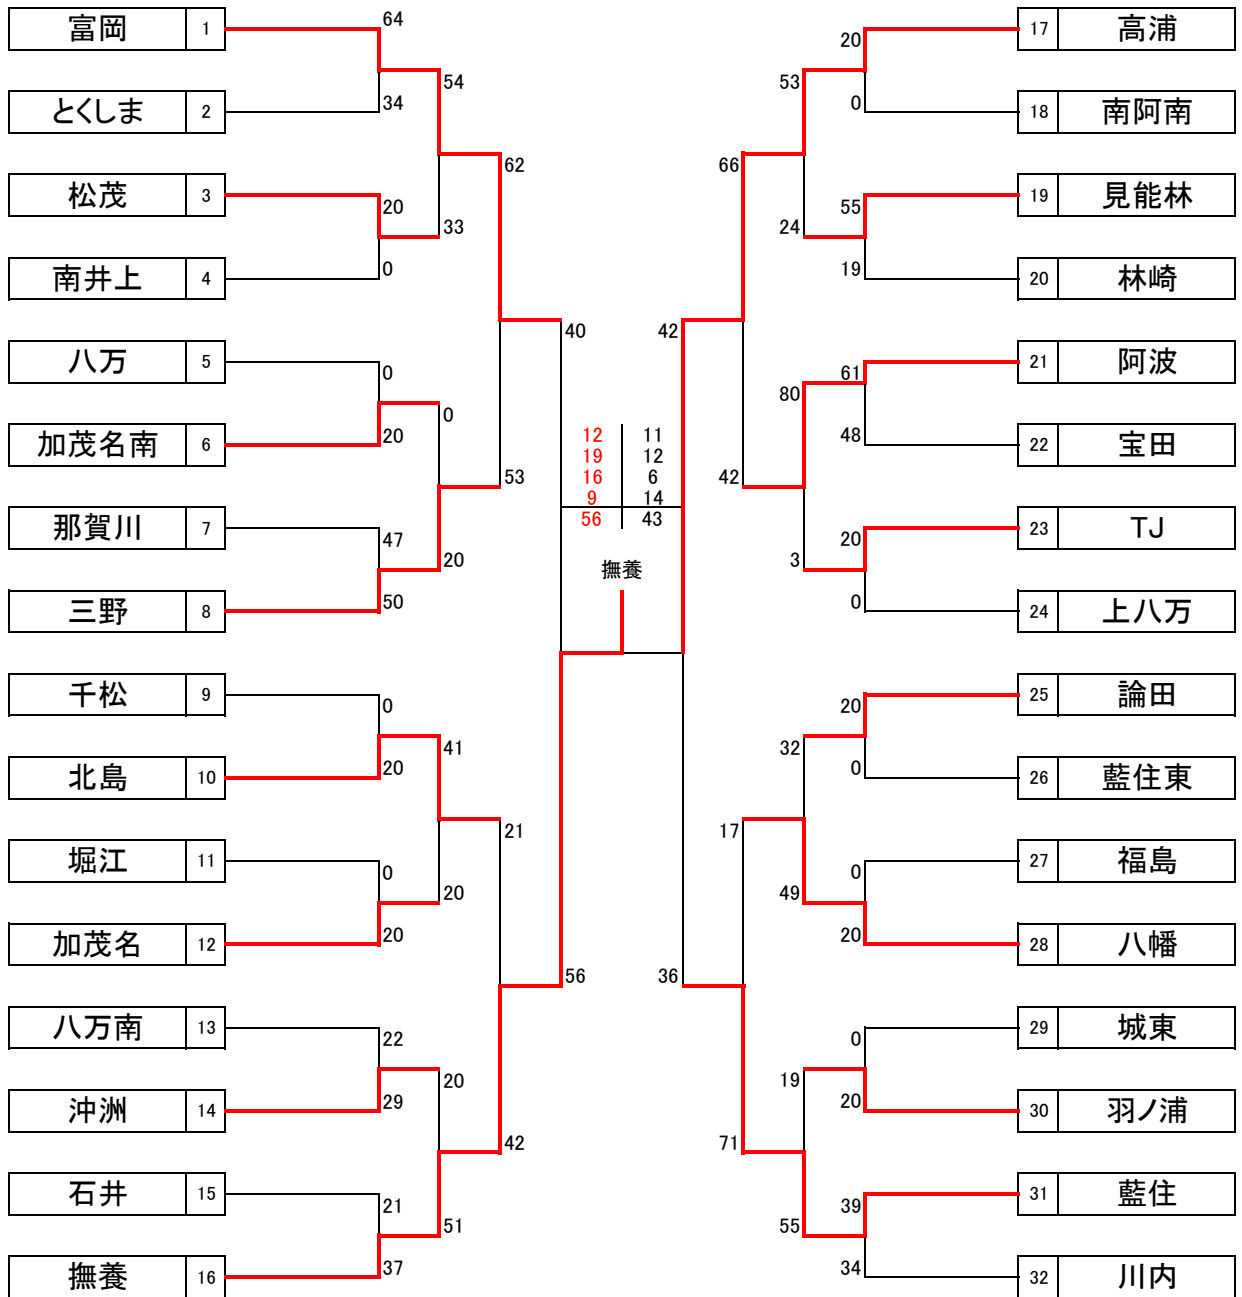 富岡 1
64
とくしま 2
34
54
松茂 3
20
南井上 4
0
33
62
八万 5
0
加茂名南 6
20
0
那賀川 7
47
三野 8
50
20
53
40
千松 9
0
北島 10
20
41
堀江 11
0
加茂名 12
20
20
21
八万南 13
22
沖洲 14
29
20
石井 15
21
撫養 16
37
51
42
56
12 11
19 12
16 6
9 14
56 43
撫養
17 高浦
20
18 南阿南
0
53
19 見能林
55
20 林崎
19
24
66
21 阿波
61
22 宝田
48
80
23 TJ
20
24 上八万
0
3
42
42
25 論田
20
26 藍住東
0
32
27 福島
0
28 八幡
20
49
17
29 城東
0
30 羽ノ浦
20
19
31 藍住
39
32 川内
34
55
71
36